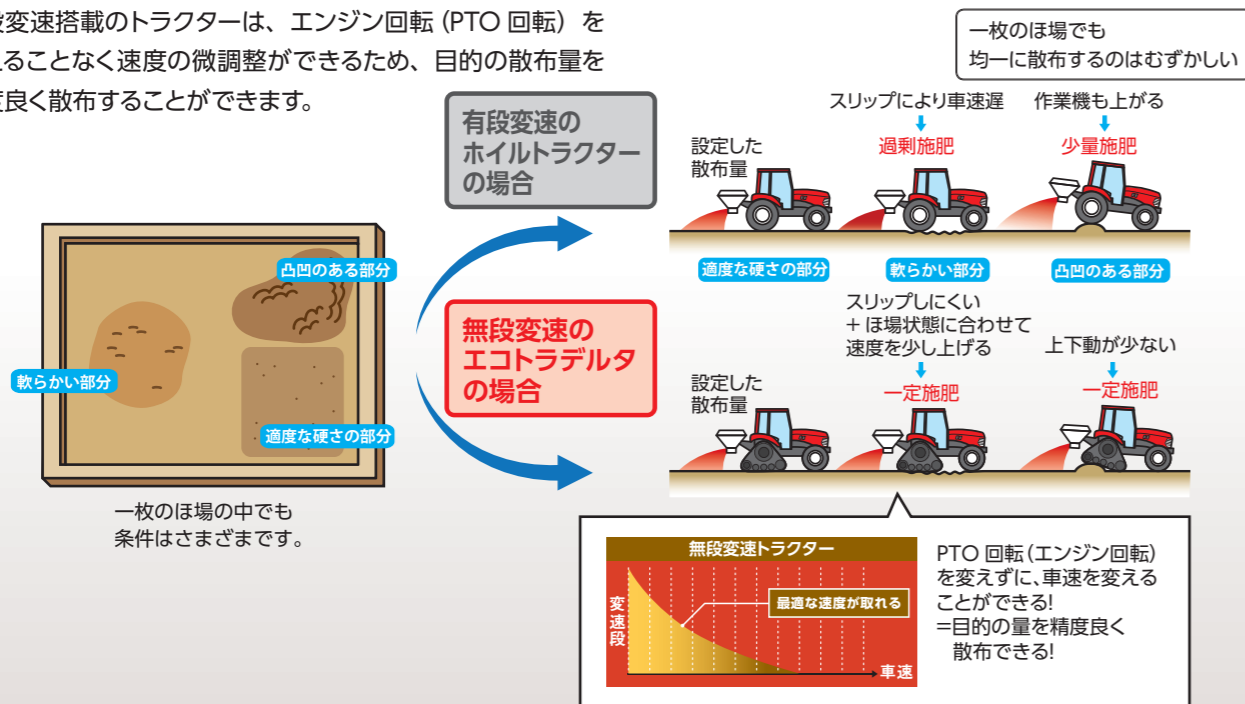 段変速搭載のトラクターは、エンジン回転（PTO 回転）を
えることなく速度の微調整ができるため、目的の散布量を
度良く散布することができます。
一枚のほ場でも
均一に散布するのはむずかしい
有段変速の
ホイルトラクター
の場合
スリップにより車速遅
作業機も上がる
設定した
散布量
過剰施肥
少量施肥
適度な硬さの部分
軟らかい部分
凸凹のある部分
凸凹のある部分
軟らかい部分
適度な硬さの部分
一枚のほ場の中でも
条件はさまざまです。
無段変速の
エコトラデルタ
の場合
スリップしにくい
＋ほ場状態に合わせて
速度を少し上げる
上下動が少ない
設定した
散布量
一定施肥
一定施肥
無段変速トラクター
変速段
最適な速度が取れる
車速
PTO 回転（エンジン回転）
を変えずに、車速を変える
ことができる!
=目的の量を精度良く
散布できる!